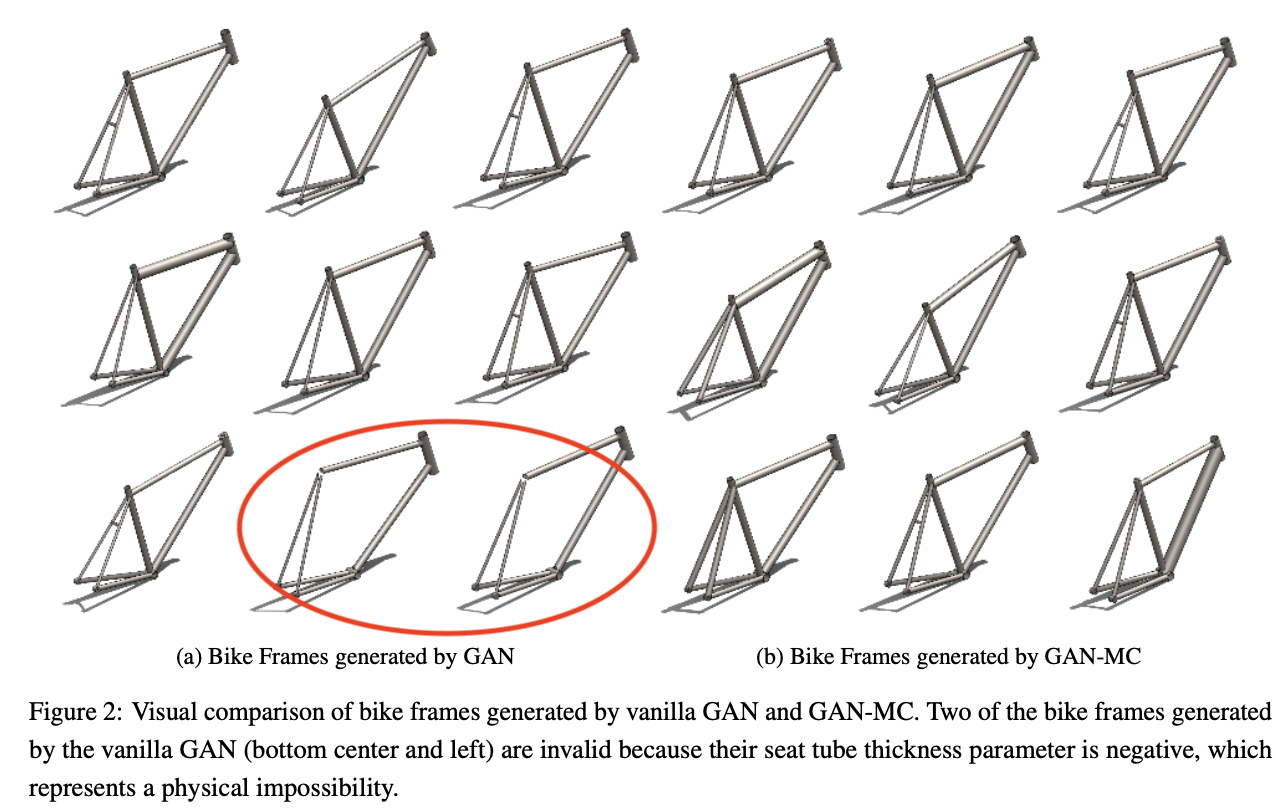 (a) Bike Frames generated by GAN
(b) Bike Frames generated by GAN-MC
Figure 2: Visual comparison of bike frames generated by vanilla GAN and GAN-MC. Two of the bike frames generated
by the vanilla GAN (bottom center and left) are invalid because their seat tube thickness parameter is negative, which
represents a physical impossibility.